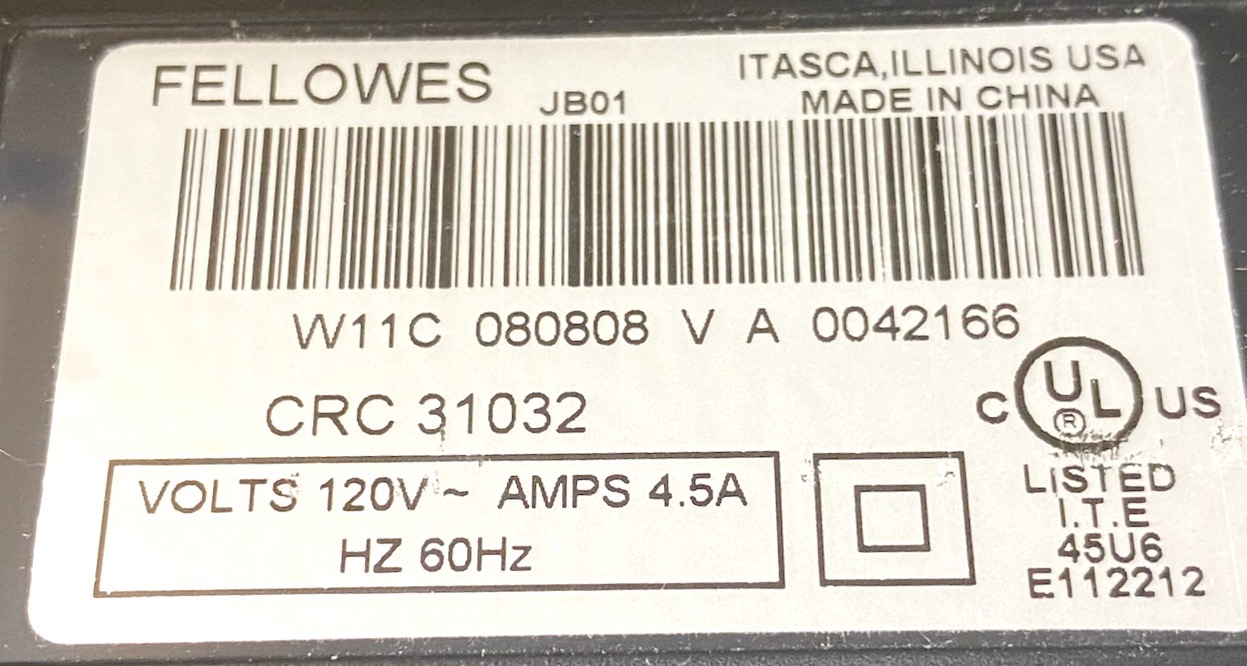 FELLOWES
JB01
ITASCA,ILLINOIS USA
MADE IN CHINA
W11C 080808 V A 0042166
CRC 31032
C UL US
®
LISTED
I.T.E
45U6
E112212
VOLTS 120V ~ AMPS 4.5A
HZ 60Hz